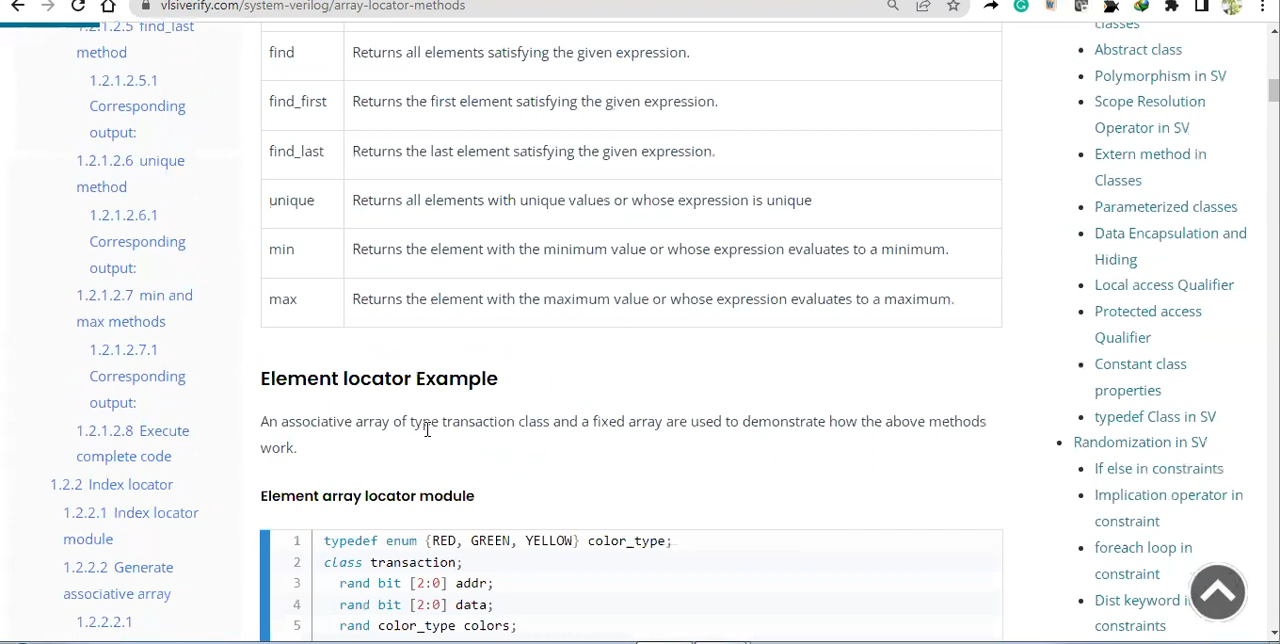 vlsiverify.com/system-verilog/array-locator-methods
1.2.1.2.5 find_last
method
1.2.1.2.5.1
Corresponding
output:
1.2.1.2.6 unique
method
1.2.1.2.6.1
Corresponding
output:
1.2.1.2.7 min and
max methods
1.2.1.2.7.1
Corresponding
output:
1.2.1.2.8 Execute
complete code
1.2.2 Index locator
1.2.2.1 Index locator
module
1.2.2.2 Generate
associative array
1.2.2.2.1
find Returns all elements satisfying the given expression.
find_first Returns the first element satisfying the given expression.
find_last Returns the last element satisfying the given expression.
unique Returns all elements with unique values or whose expression is unique
min Returns the element with the minimum value or whose expression evaluates to a minimum.
max Returns the element with the maximum value or whose expression evaluates to a maximum.
Element locator Example
An associative array of type transaction class and a fixed array are used to demonstrate how the above methods
work.
Element array locator module
1 typedef enum {RED, GREEN, YELLOW} color_type;
2 class transaction;
3 rand bit [2:0] addr;
4 rand bit [2:0] data;
5 rand color_type colors;
classes
Abstract class
Polymorphism in SV
Scope Resolution
Operator in SV
Extern method in
Classes
Parameterized classes
Data Encapsulation and
Hiding
Local access Qualifier
Protected access
Qualifier
Constant class
properties
typedef Class in SV
Randomization in SV
If else in constraints
Implication operator in
constraint
foreach loop in
constraint
Dist keyword in
constraints